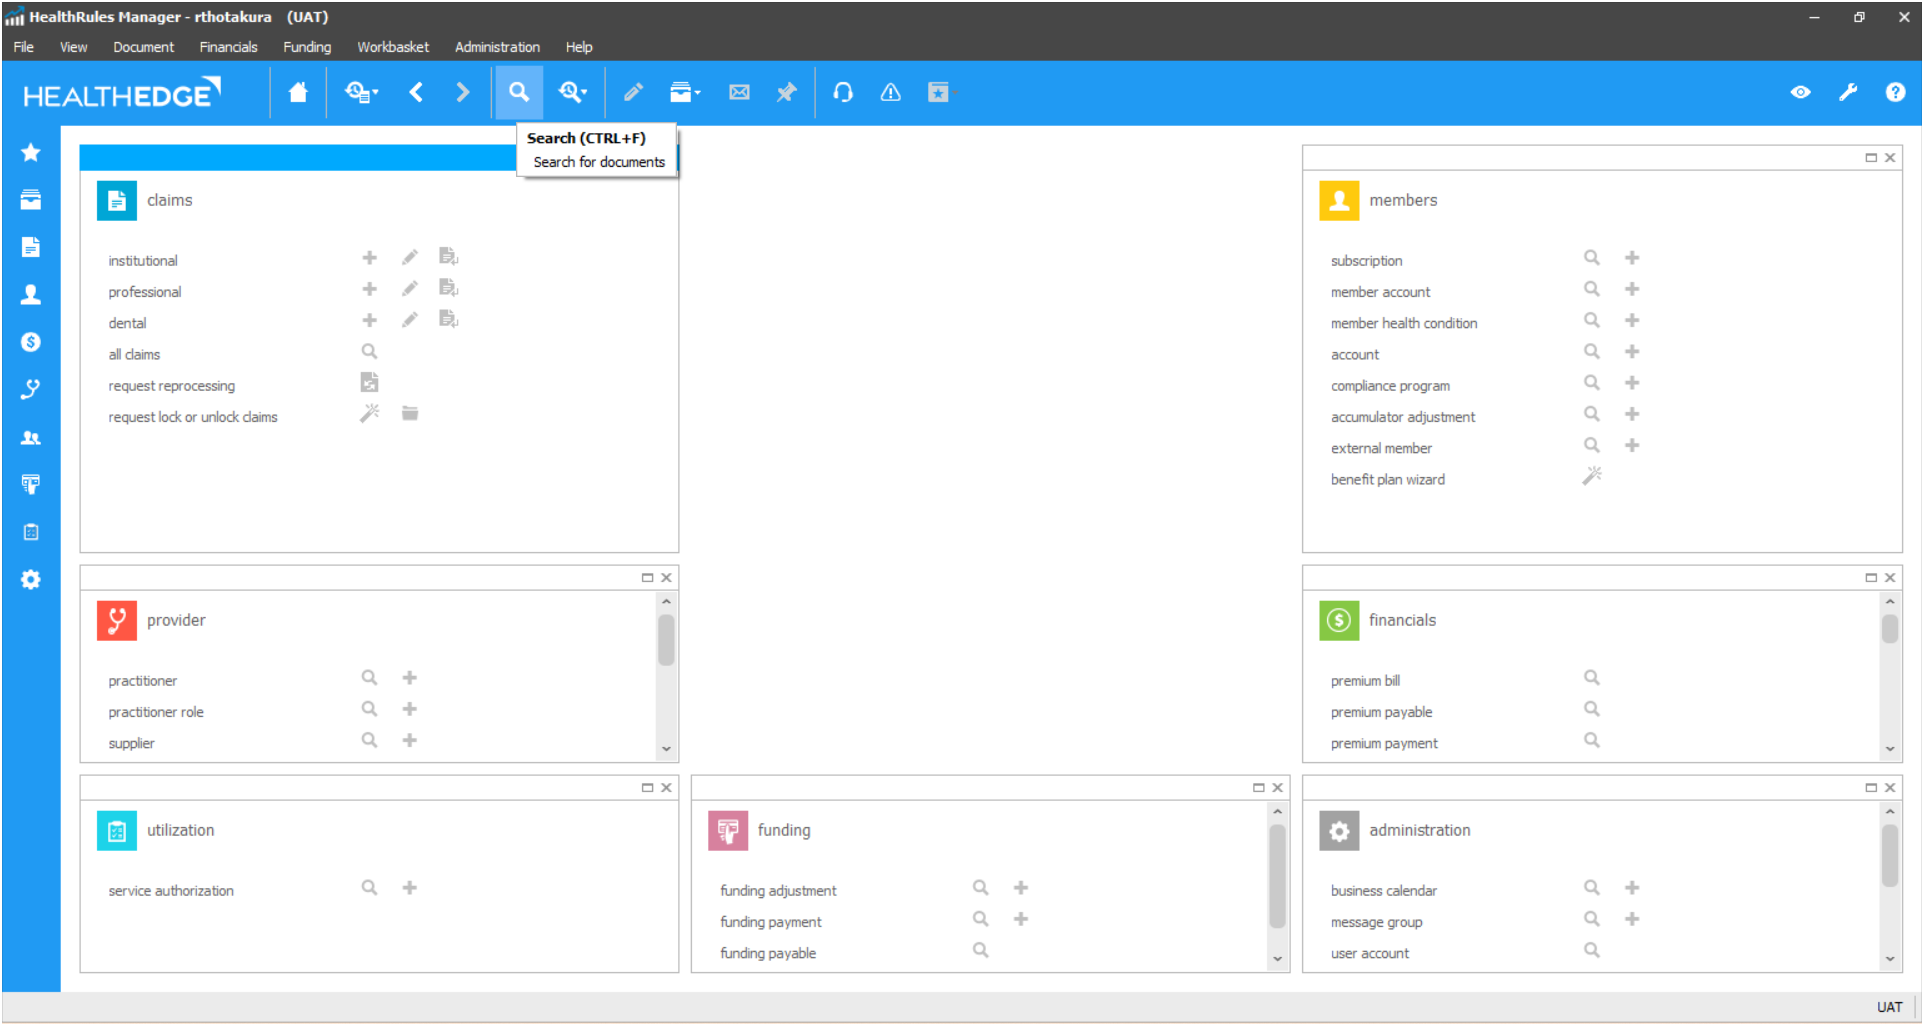 HealthRules Manager - rthotakura (UAT)
File View Document Financials Funding Workbasket Administration Help
HEALTHEDGE
Search (CTRL+F)
Search for documents
claims
institutional
professional
dental
all claims
request reprocessing
request lock or unlock claims
members
subscription
member account
member health condition
account
compliance program
accumulator adjustment
external member
benefit plan wizard
provider
practitioner
practitioner role
supplier
financials
premium bill
premium payable
premium payment
utilization
service authorization
funding
funding adjustment
funding payment
funding payable
administration
business calendar
message group
user account
UAT